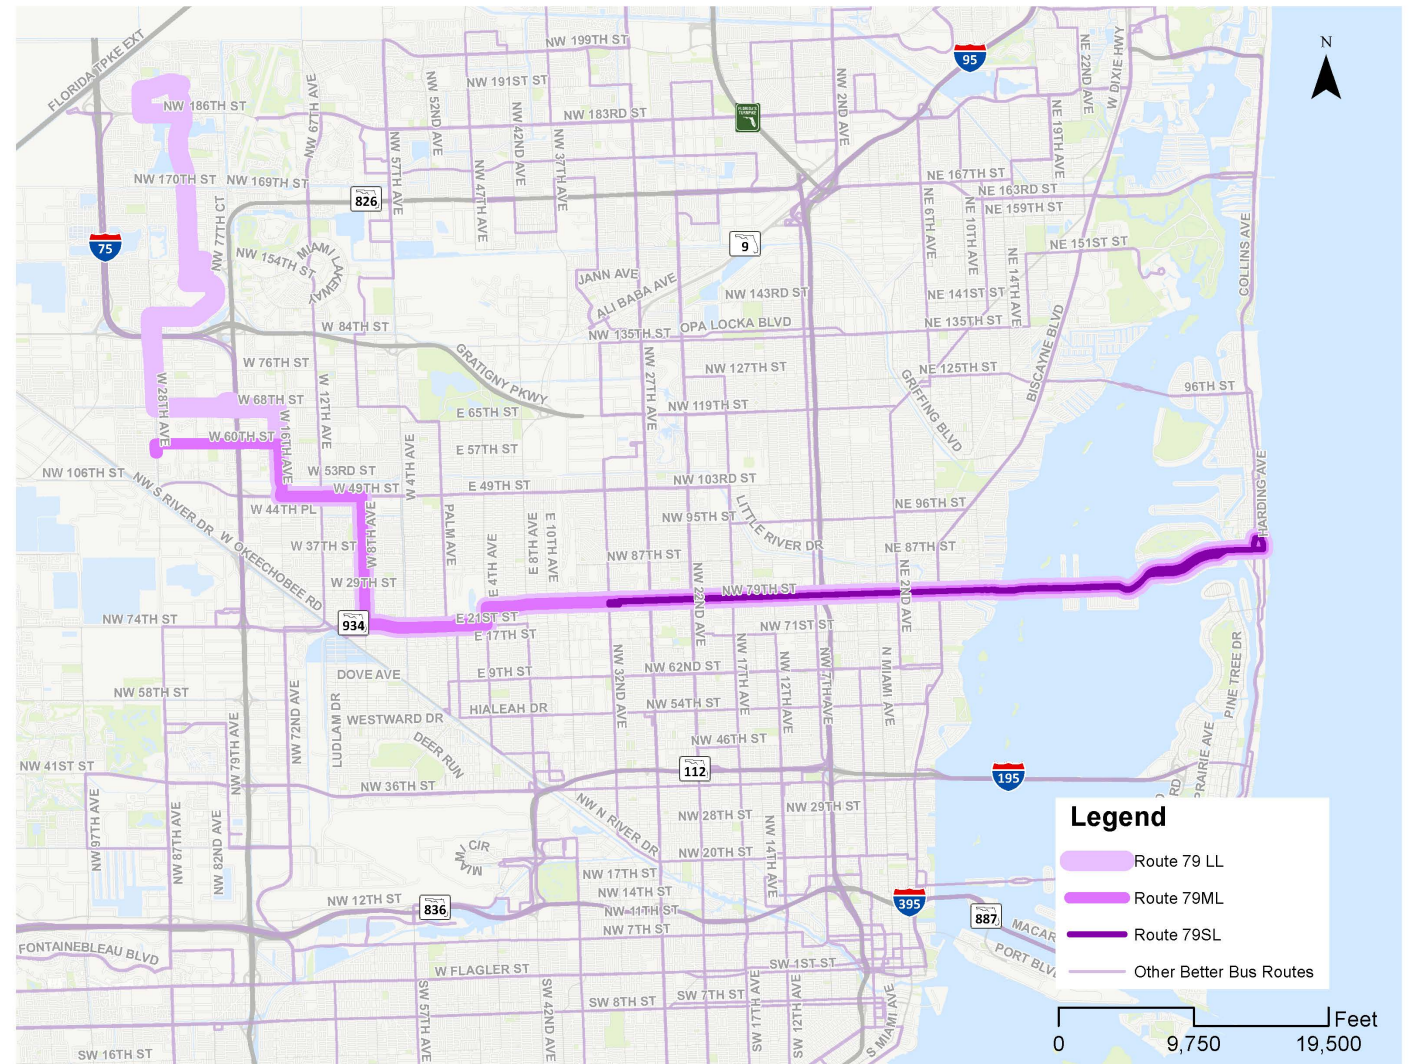 N
NW 199TH ST
FLORIDA TPKE EXT
95
NE 22ND AVE
W DIXIE HWY
NW 191ST ST
NW 52ND AVE
NW 67TH AVE
NW 2ND AVE
NW 186TH ST
NW 42ND AVE
NW 183RD ST
FLORIDA'S TURNPIKE
NE 19TH AVE
NW 57TH AVE
NW 47TH AVE
NW 37TH AVE
NW 170TH ST
NW 169TH ST
NE 167TH ST
NE 163RD ST
826
NE 159TH ST
NW 77TH CT
NE 6TH AVE
NE 10TH AVE
COLLINS AVE
75
9
NE 151ST ST
MIAMI LAKEWAY
NW 154TH ST
NE 14TH AVE
JANN AVE
ALI BABA AVE
NW 143RD ST
NE 141ST ST
W 84TH ST
NW 135TH ST
OPA LOCKA BLVD
NE 135TH ST
BISCAYNE BLVD
GRATIGNY PKWY
W 76TH ST
NW 27TH AVE
NW 127TH ST
NE 125TH ST
W 28TH AVE
W 12TH AVE
GRIFFING BLVD
96TH ST
W 68TH ST
E 65TH ST
NW 119TH ST
W 16TH AVE
W 60TH ST
W 4TH AVE
E 57TH ST
HARDING AVE
NW 106TH ST
W 53RD ST
NW 103RD ST
NW S RIVER DR
W 49TH ST
E 49TH ST
W 44TH PL
LITTLE RIVER DR
NE 96TH ST
W 8TH AVE
PALM AVE
E 8TH AVE
E 10TH AVE
NW 95TH ST
W OKEECHOBEE RD
W 37TH ST
E 4TH AVE
NW 87TH ST
NE 87TH ST
W 29TH ST
NW 22ND AVE
NW 79TH ST
NE 2ND AVE
NW 74TH ST
934
E 21ST ST
E 17TH ST
NW 71ST ST
DOVE AVE
E 9TH ST
NW 32ND AVE
NW 62ND ST
NW 17TH AVE
NW 12TH AVE
NW 7TH AVE
N MIAMI AVE
PINE TREE DR
NW 58TH ST
NW 72ND AVE
LUDLAM DR
HIALEAH DR
NW 54TH ST
WESTWARD DR
NW 79TH AVE
DEER RUN
NW 46TH ST
PRAIRIE AVE
NW 41ST ST
112
195
NW 36TH ST
RD
NW 97TH AVE
NW 87TH AVE
NW 82ND AVE
NW N RIVER DR
NW 28TH ST
NW 29TH ST
NW 14TH AVE
MIAMI CIR
NW 20TH ST
NW 17TH ST
NW 14TH ST
NW 12TH ST
836
NW 11TH ST
395
887
NW 7TH ST
MACAR
PORT BLVD
FONTAINEBLEAU BLVD
W FLAGLER ST
SW 1ST ST
SW 57TH AVE
SW 42ND AVE
SW 8TH ST
SW 7TH ST
SW 17TH AVE
SW 12TH AVE
S MIAMI AVE
SW 16TH ST
Legend
Route 79 LL
Route 79ML
Route 79SL
Other Better Bus Routes
Feet
0 9,750 19,500